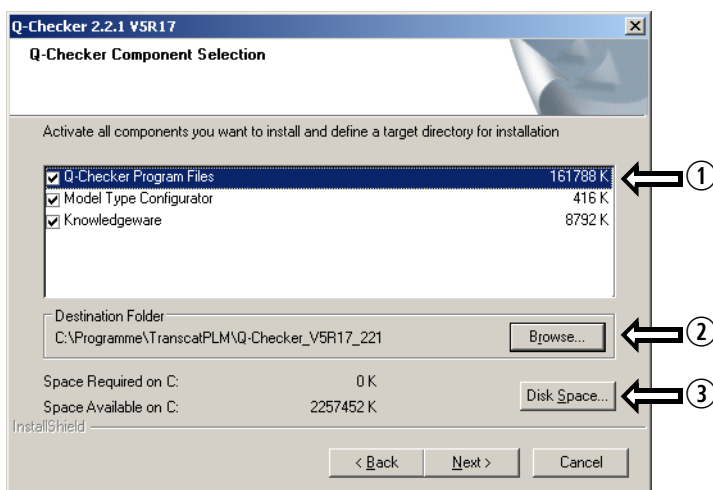 Q-Checker 2.2.1 V5R17
Q-Checker Component Selection
Activate all components you want to install and define a target directory for installation
Q-Checker Program Files 161788 K
Model Type Configurator 416 K
Knowledgeware 8792 K
1
Destination Folder
C:\Programme\TranscatPLM\Q-Checker_V5R17_221 Browse...
2
Space Required on C: 0 K
Space Available on C: 2257452 K
Disk Space...
3
InstallShield
< Back Next > Cancel